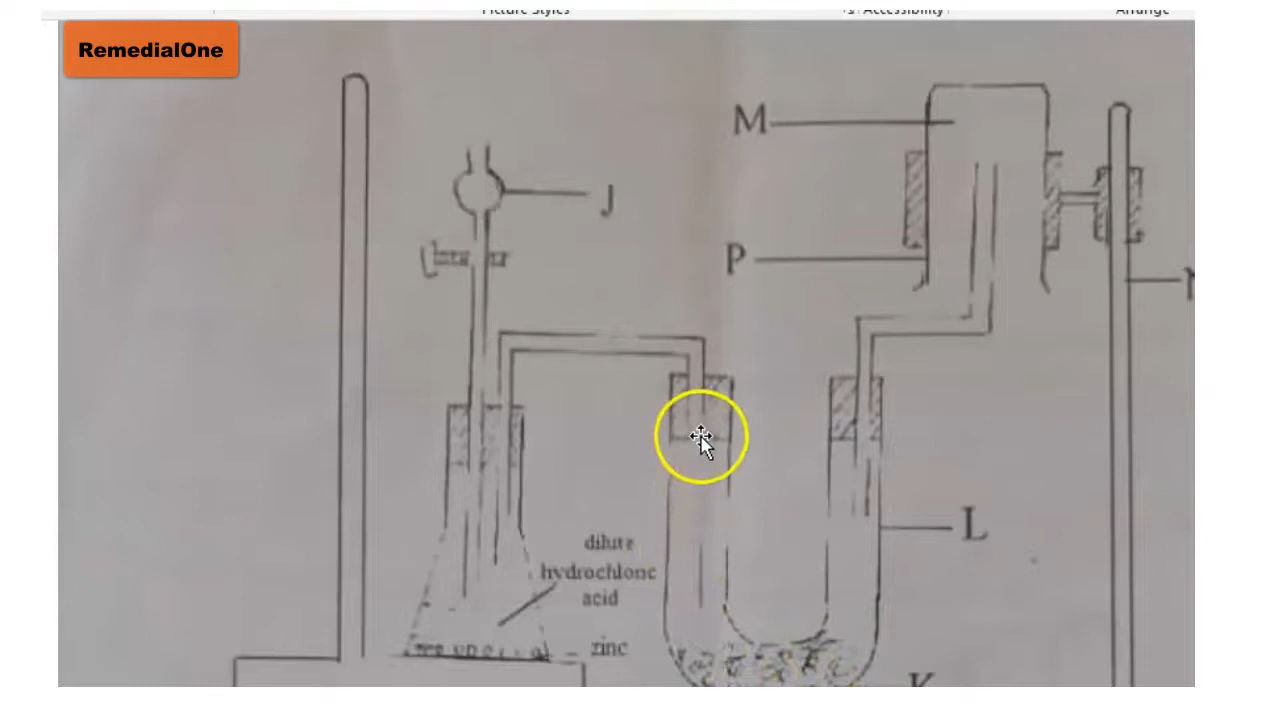 Picture Styles
Accessibility
Arrange
RemedialOne
M
J
P
L
dilute
hydrochloric
acid
zinc
K